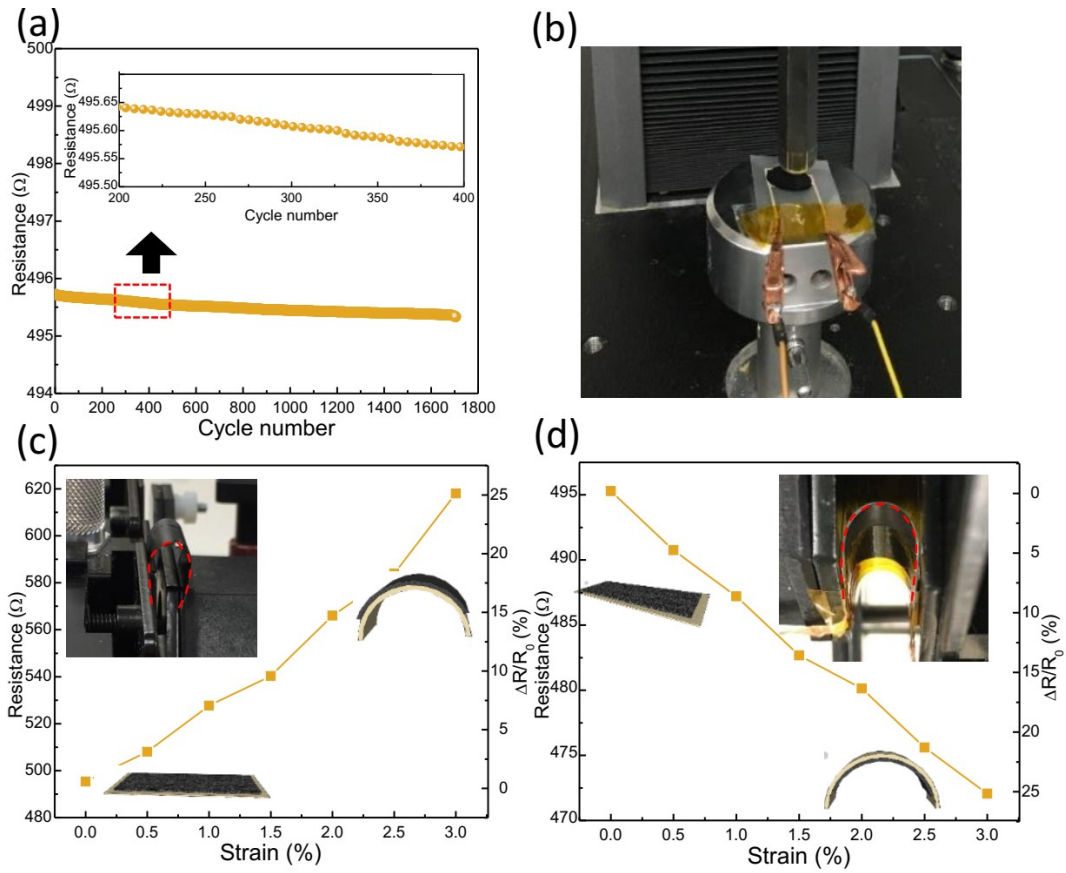 (a)
500
499
498
497
496
495
494
Resistance (Ω)
0 200 400 600 800 1000 1200 1400 1600 1800
Cycle number
495.65
495.60
495.55
495.50
Resistance (Ω)
200 250 300 350 400
Cycle number
(b)
(c)
620
600
580
560
540
520
500
480
Resistance (Ω)
0.0 0.5 1.0 1.5 2.0 2.5 3.0
Strain (%)
25
20
15
10
5
0
ΔR/R₀ (%)
(d)
495
490
485
480
475
470
Resistance (Ω)
0.0 0.5 1.0 1.5 2.0 2.5 3.0
Strain (%)
0
5
10
15
20
25
ΔR/R₀ (%)